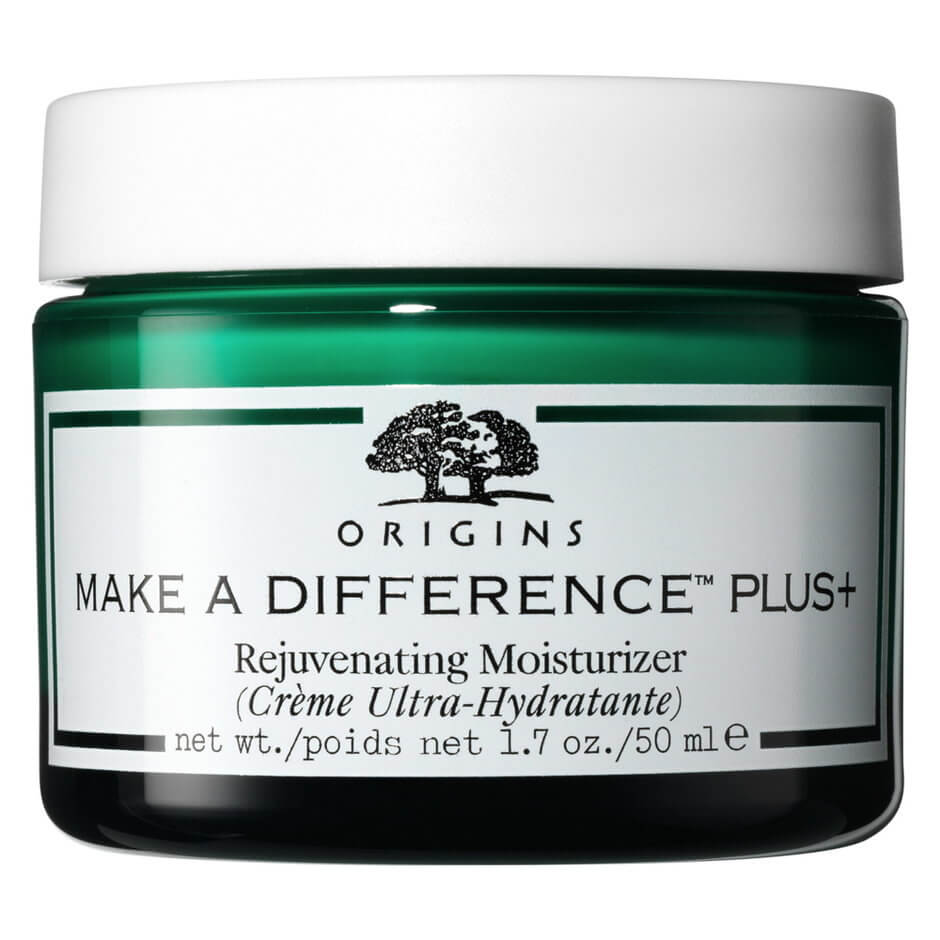 ORIGINS
MAKE A DIFFERENCE™ PLUS+
Rejuvenating Moisturizer
(Crème Ultra-Hydratante)
net wt./poids net 1.7 oz./50 ml℮